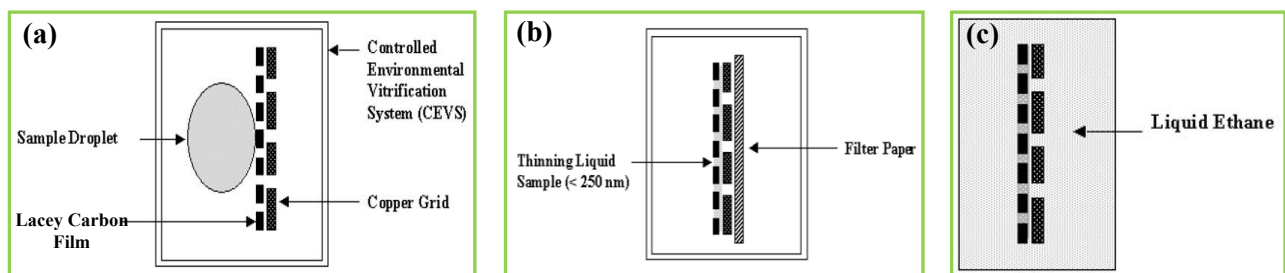 (a)
Controlled
Environmental
Vitrification
System (CEVS)
Sample Droplet
Copper Grid
Lacey Carbon
Film
(b)
Thinning Liquid
Sample (< 250 nm)
Filter Paper
(c)
Liquid Ethane